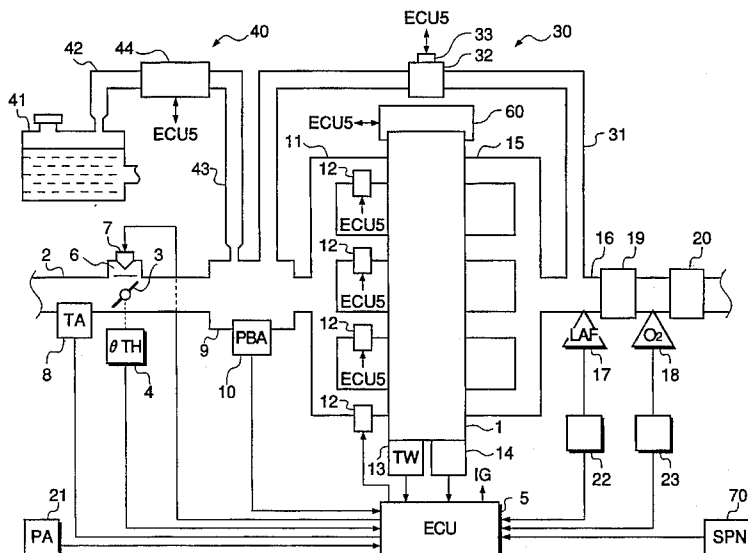 ECU5
42
44
40
33
30
32
41
ECU5
ECU5
60
31
11
15
12
43
ECU5
7
12
2
6
3
16
19
20
ECU5
TA
θTH
PBA
12
LAF
O2
8
9
ECU5
17
18
4
10
12
1
13
TW
14
22
23
IG
21
5
70
PA
ECU
SPN